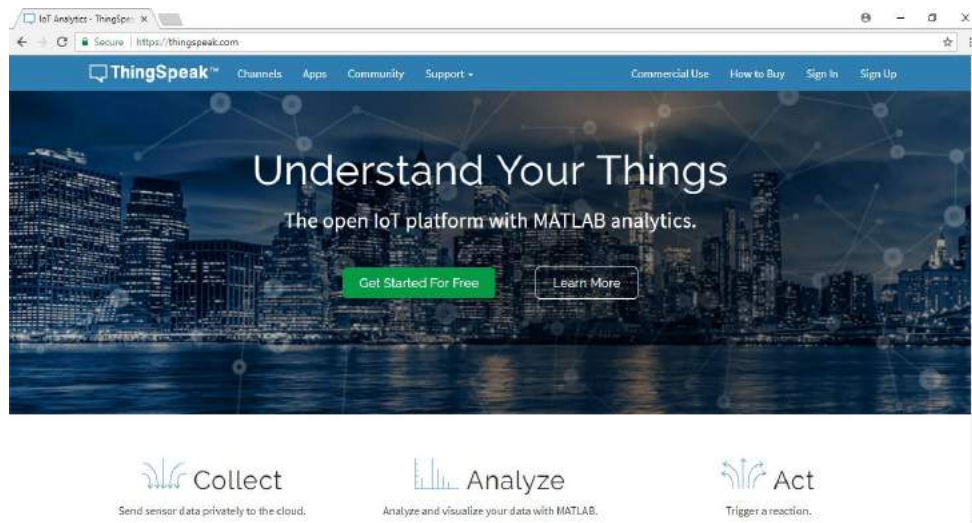 IoT Analytics - ThingSpe
Secure https://thingspeak.com
ThingSpeak™ Channels Apps Community Support Commercial Use How to Buy Sign In Sign Up
Understand Your Things
The open IoT platform with MATLAB analytics.
Get Started For Free Learn More
Collect Analyze Act
Send sensor data privately to the cloud. Analyze and visualize your data with MATLAB. Trigger a reaction.